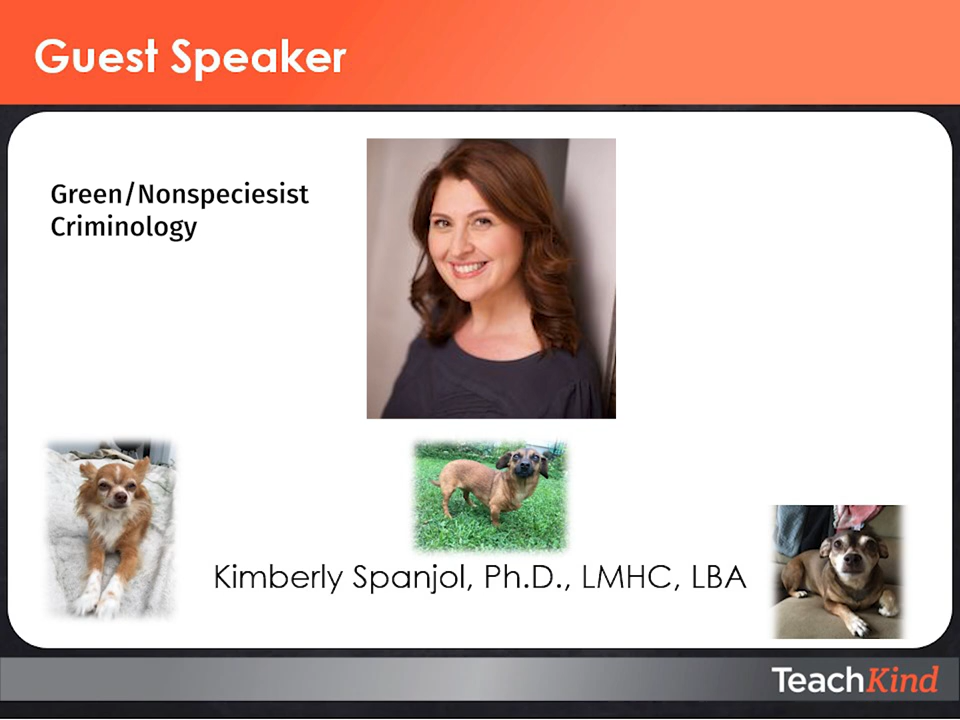 Guest Speaker
Green/Nonspeciesist
Criminology
Kimberly Spanjol, Ph.D., LMHC, LBA
TeachKind